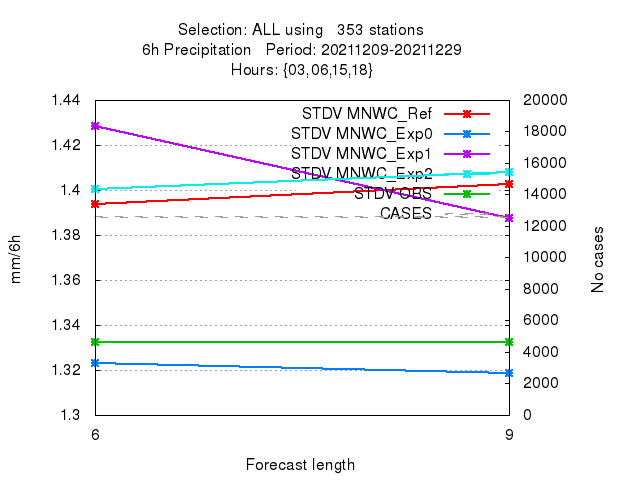 Selection: ALL using   353 stations
6h Precipitation   Period: 20211209-20211229
Hours: {03,06,15,18}
STDV MNWC_Ref
STDV MNWC_Exp0
STDV MNWC_Exp1
STDV MNWC_Exp2
STDV OBS
CASES
1.44
1.42
1.4
1.38
1.36
1.34
1.32
1.3
mm/6h
20000
18000
16000
14000
12000
10000
8000
6000
4000
2000
0
No cases
6
9
Forecast length